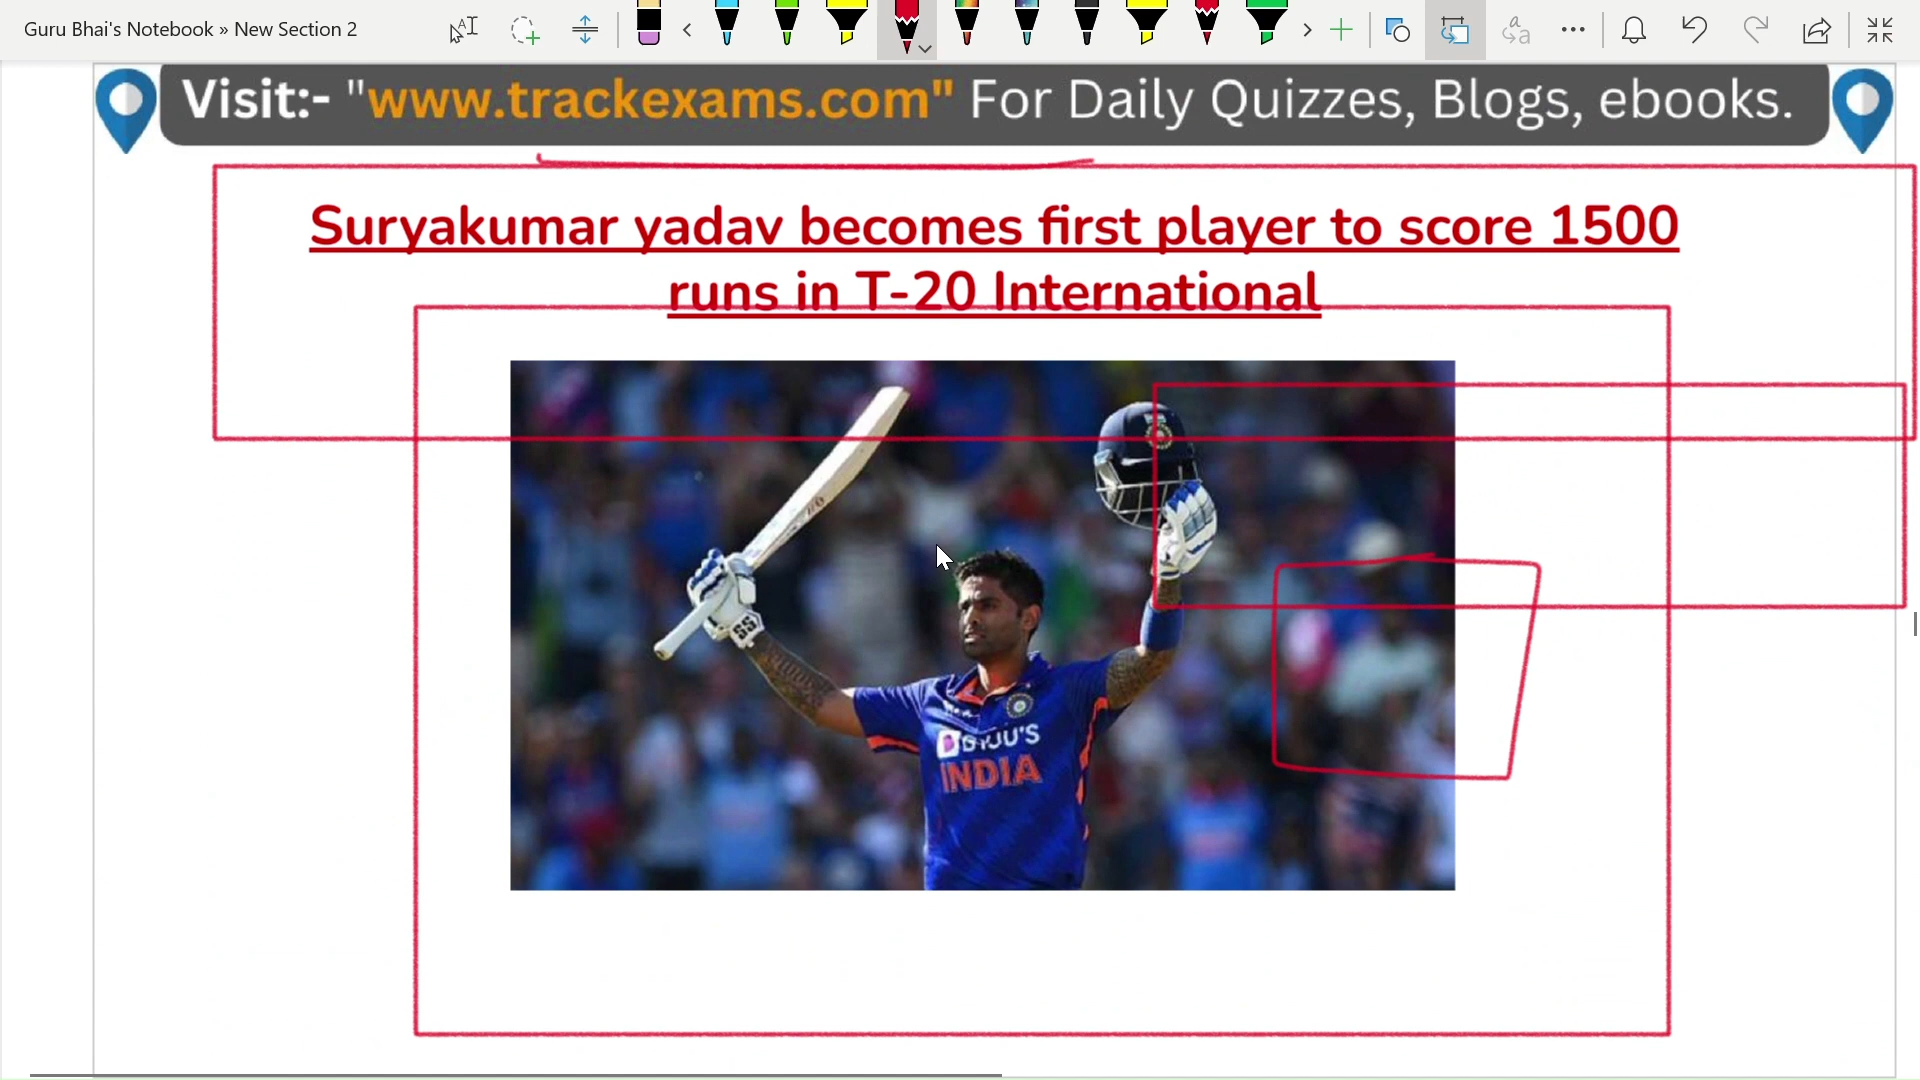 Guru Bhai's Notebook » New Section 2
Visit:- "www.trackexams.com" For Daily Quizzes, Blogs, ebooks.
Suryakumar yadav becomes first player to score 1500
runs in T-20 International
SS
BYJU'S
INDIA